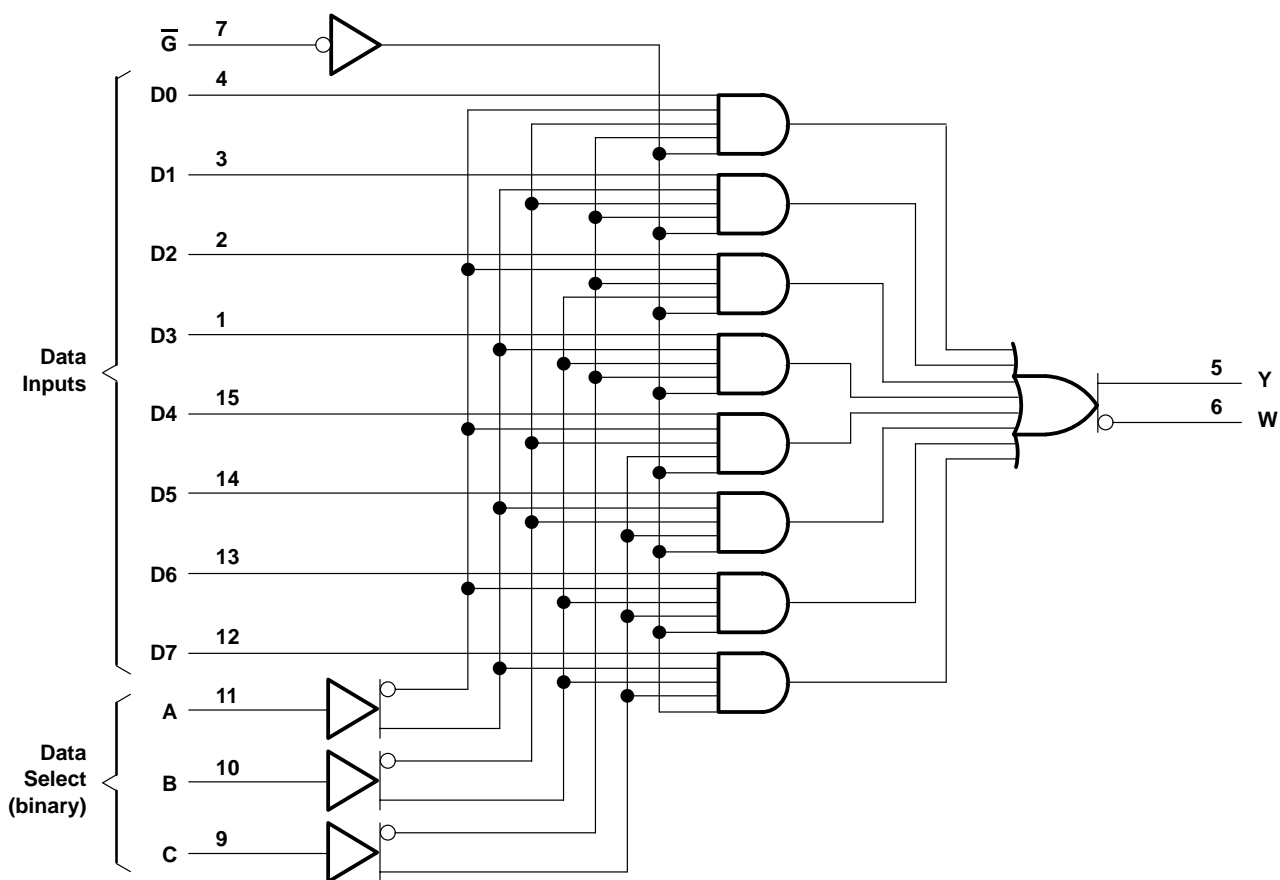 G̅ 7
D0 4
D1 3
D2 2
D3 1
Data
Inputs
D4 15
D5 14
D6 13
D7 12
5 Y
6 W
A 11
Data
Select
(binary)
B 10
C 9